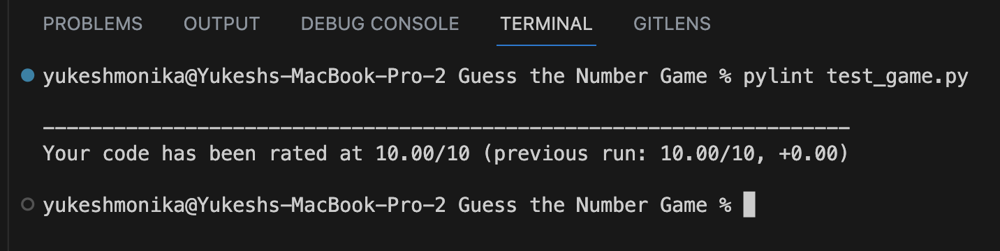 PROBLEMS OUTPUT DEBUG CONSOLE TERMINAL GITLENS
yukeshmonika@Yukeshs-MacBook-Pro-2 Guess the Number Game % pylint test_game.py
--------------------------------------------------------------------
Your code has been rated at 10.00/10 (previous run: 10.00/10, +0.00)
yukeshmonika@Yukeshs-MacBook-Pro-2 Guess the Number Game %